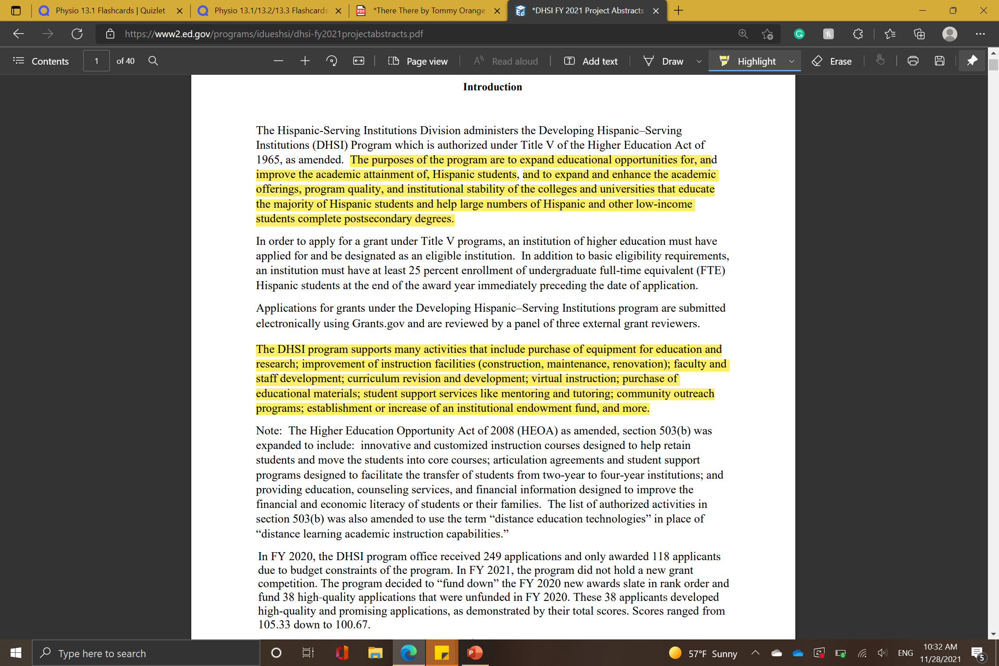 Physio 13.1 Flashcards | Quizlet
Physio 13.1/13.2/13.3 Flashcards
PDF
*There There by Tommy Orange
Ed
*DHSI FY 2021 Project Abstracts
https://www2.ed.gov/programs/idueshsi/dhsi-fy2021projectabstracts.pdf
Contents
1
of 40
Page view
Read aloud
Add text
Draw
Highlight
Erase
Introduction
The Hispanic-Serving Institutions Division administers the Developing Hispanic–Serving
Institutions (DHSI) Program which is authorized under Title V of the Higher Education Act of
1965, as amended.  The purposes of the program are to expand educational opportunities for, and
improve the academic attainment of, Hispanic students, and to expand and enhance the academic
offerings, program quality, and institutional stability of the colleges and universities that educate
the majority of Hispanic students and help large numbers of Hispanic and other low-income
students complete postsecondary degrees.
In order to apply for a grant under Title V programs, an institution of higher education must have
applied for and be designated as an eligible institution.  In addition to basic eligibility requirements,
an institution must have at least 25 percent enrollment of undergraduate full-time equivalent (FTE)
Hispanic students at the end of the award year immediately preceding the date of application.
Applications for grants under the Developing Hispanic–Serving Institutions program are submitted
electronically using Grants.gov and are reviewed by a panel of three external grant reviewers.
The DHSI program supports many activities that include purchase of equipment for education and
research; improvement of instruction facilities (construction, maintenance, renovation); faculty and
staff development; curriculum revision and development; virtual instruction; purchase of
educational materials; student support services like mentoring and tutoring; community outreach
programs; establishment or increase of an institutional endowment fund, and more.
Note:  The Higher Education Opportunity Act of 2008 (HEOA) as amended, section 503(b) was
expanded to include:  innovative and customized instruction courses designed to help retain
students and move the students into core courses; articulation agreements and student support
programs designed to facilitate the transfer of students from two-year to four-year institutions; and
providing education, counseling services, and financial information designed to improve the
financial and economic literacy of students or their families.  The list of authorized activities in
section 503(b) was also amended to use the term “distance education technologies” in place of
“distance learning academic instruction capabilities.”
In FY 2020, the DHSI program office received 249 applications and only awarded 118 applicants
due to budget constraints of the program. In FY 2021, the program did not hold a new grant
competition. The program decided to “fund down” the FY 2020 new awards slate in rank order and
fund 38 high-quality applications that were unfunded in FY 2020. These 38 applicants developed
high-quality and promising applications, as demonstrated by their total scores. Scores ranged from
105.33 down to 100.67.
Type here to search
57°F Sunny
ENG
10:32 AM
11/28/2021
5